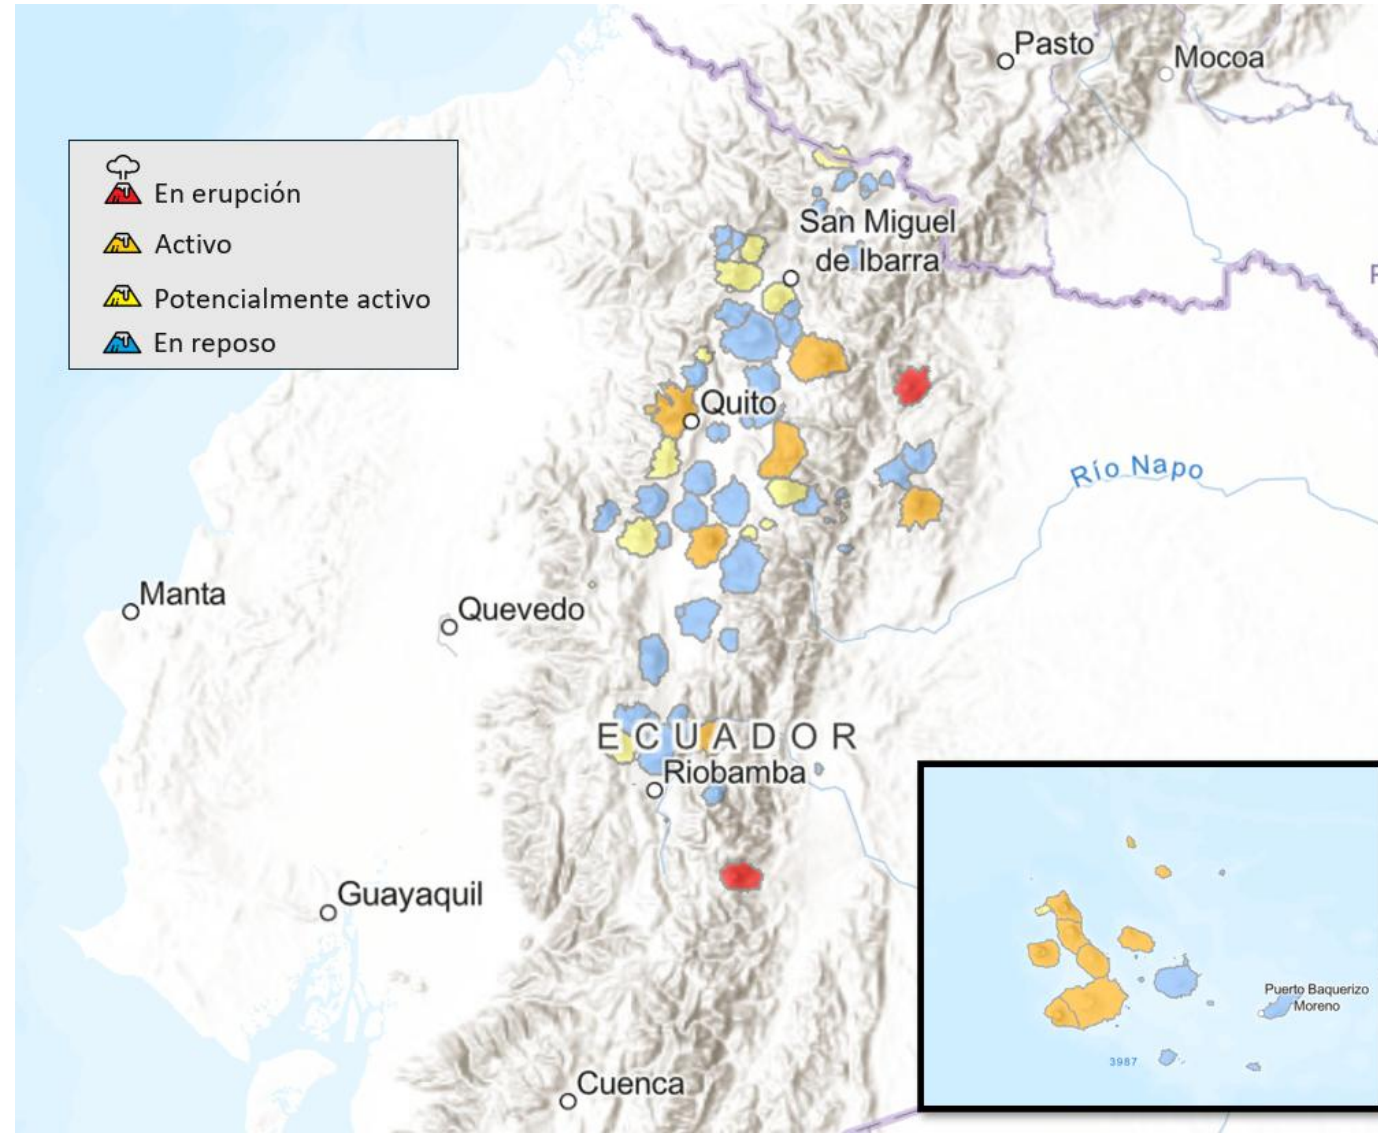 Pasto
Mocoa
En erupción
Activo
Potencialmente activo
En reposo
San Miguel
de Ibarra
Quito
Río Napo
Manta
Quevedo
ECUADOR
Riobamba
Guayaquil
Puerto Baquerizo
Moreno
3987
Cuenca